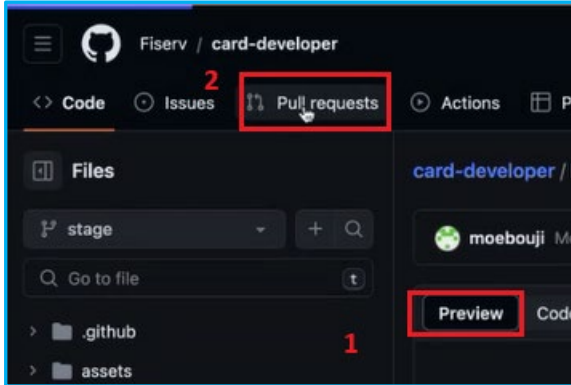 Fiserv / card-developer
2
Code Issues Pull requests Actions P
Files card-developer /
stage
moebouji M
Go to file t
Preview Code
.github
1
assets